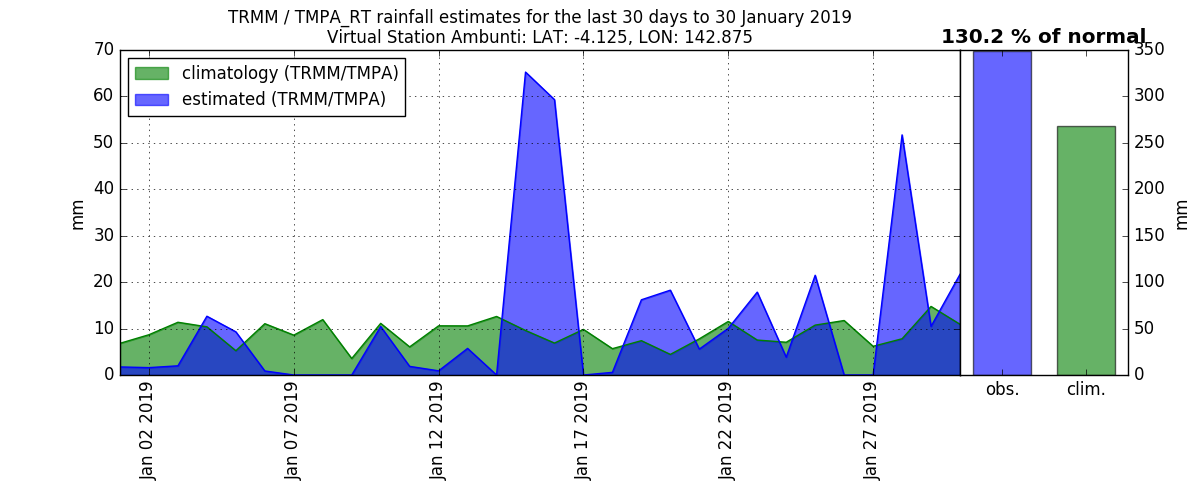 TRMM / TMPA_RT rainfall estimates for the last 30 days to 30 January 2019
Virtual Station Ambunti: LAT: -4.125, LON: 142.875
130.2 % of normal
climatology (TRMM/TMPA)
estimated (TRMM/TMPA)
70
60
50
40
30
20
10
0
mm
Jan 02 2019
Jan 07 2019
Jan 12 2019
Jan 17 2019
Jan 22 2019
Jan 27 2019
obs.
clim.
350
300
250
200
150
100
50
0
mm